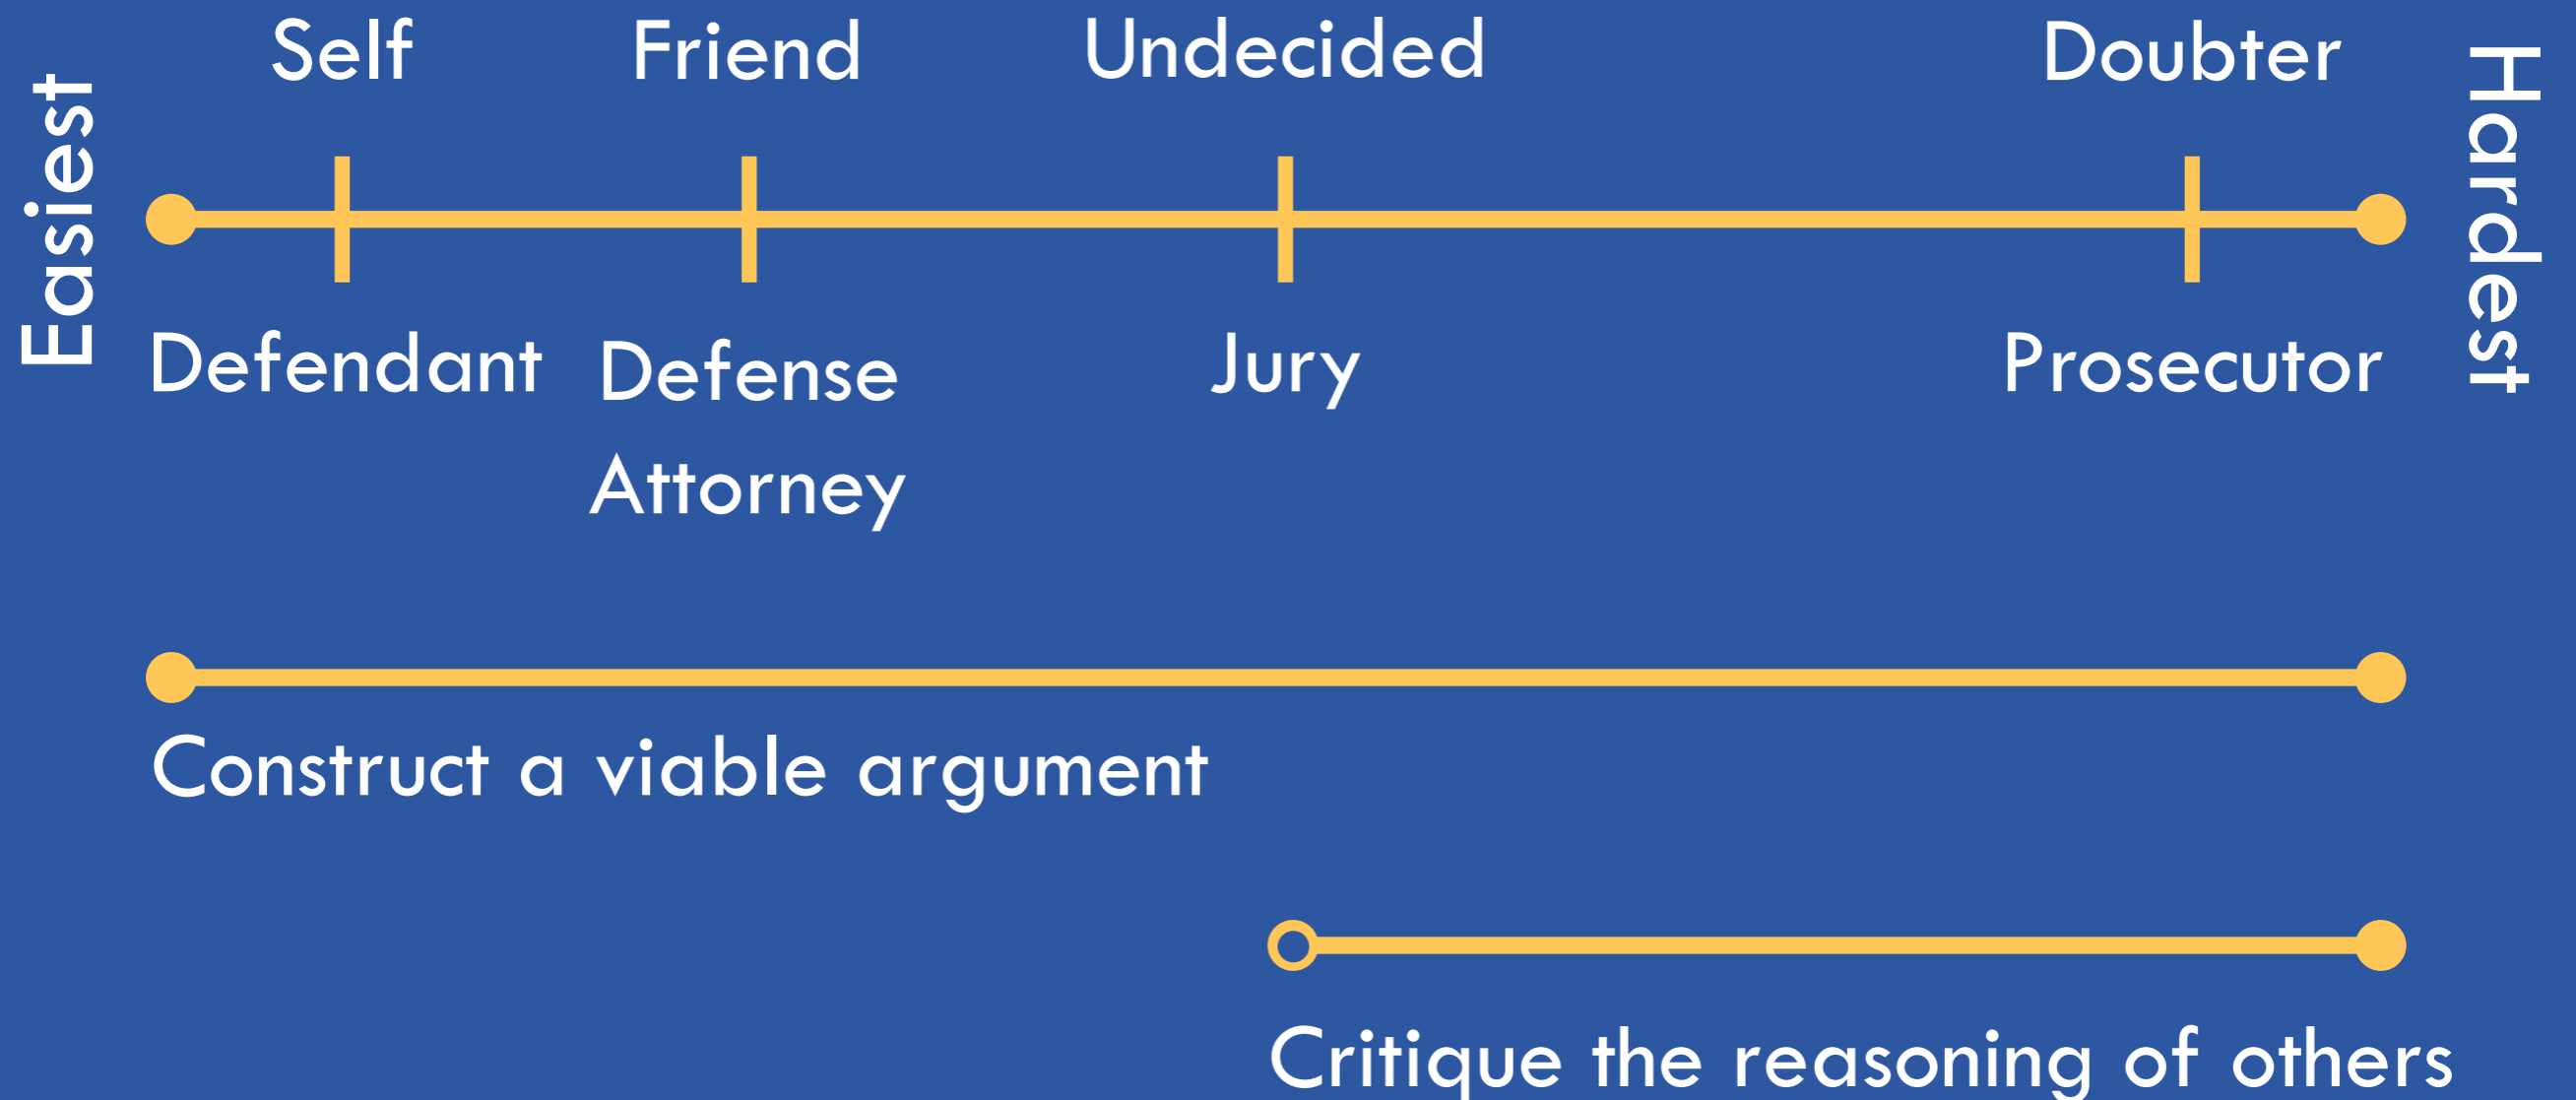 Easiest
Self
Friend
Undecided
Doubter
Hardest
Defendant
Defense
Attorney
Jury
Prosecutor
Construct a viable argument
Critique the reasoning of others